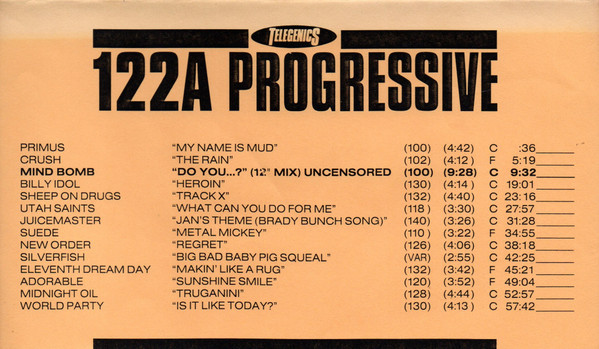 TELEGENICS
122A PROGRESSIVE
PRIMUS "MY NAME IS MUD" (100) (4:42) C :36
CRUSH "THE RAIN" (102) (4:12) F 5:19
MIND BOMB "DO YOU...?" (12" MIX) UNCENSORED (100) (9:28) C 9:32
BILLY IDOL "HEROIN" (130) (4:14) C 19:01
SHEEP ON DRUGS "TRACK X" (132) (4:40) C 23:16
UTAH SAINTS "WHAT CAN YOU DO FOR ME" (118) (3:30) C 27:57
JUICEMASTER "JAN'S THEME (BRADY BUNCH SONG)" (140) (3:26) C 31:28
SUEDE "METAL MICKEY" (110) (3:22) F 34:55
NEW ORDER "REGRET" (126) (4:06) C 38:18
SILVERFISH "BIG BAD BABY PIG SQUEAL" (VAR) (2:55) C 42:25
ELEVENTH DREAM DAY "MAKIN' LIKE A RUG" (132) (3:42) F 45:21
ADORABLE "SUNSHINE SMILE" (120) (3:52) F 49:04
MIDNIGHT OIL "TRUGANINI" (128) (4:44) C 52:57
WORLD PARTY "IS IT LIKE TODAY?" (130) (4:13) C 57:42